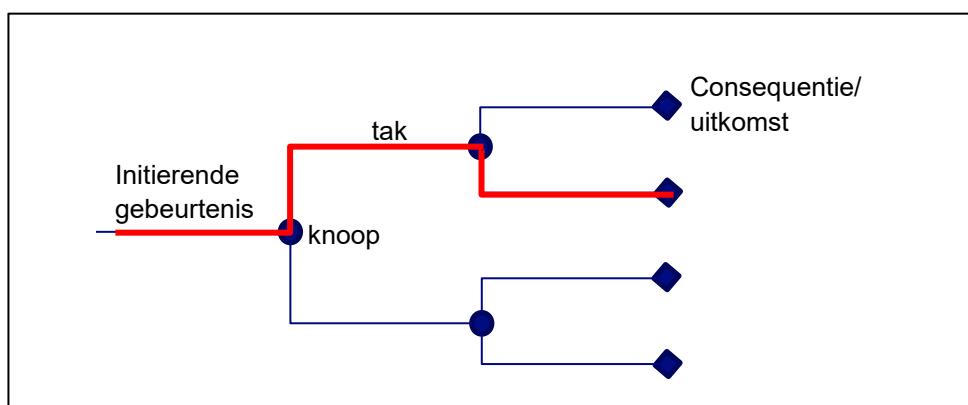 Consequentie/
uitkomst
tak
Initierende
gebeurtenis
knoop